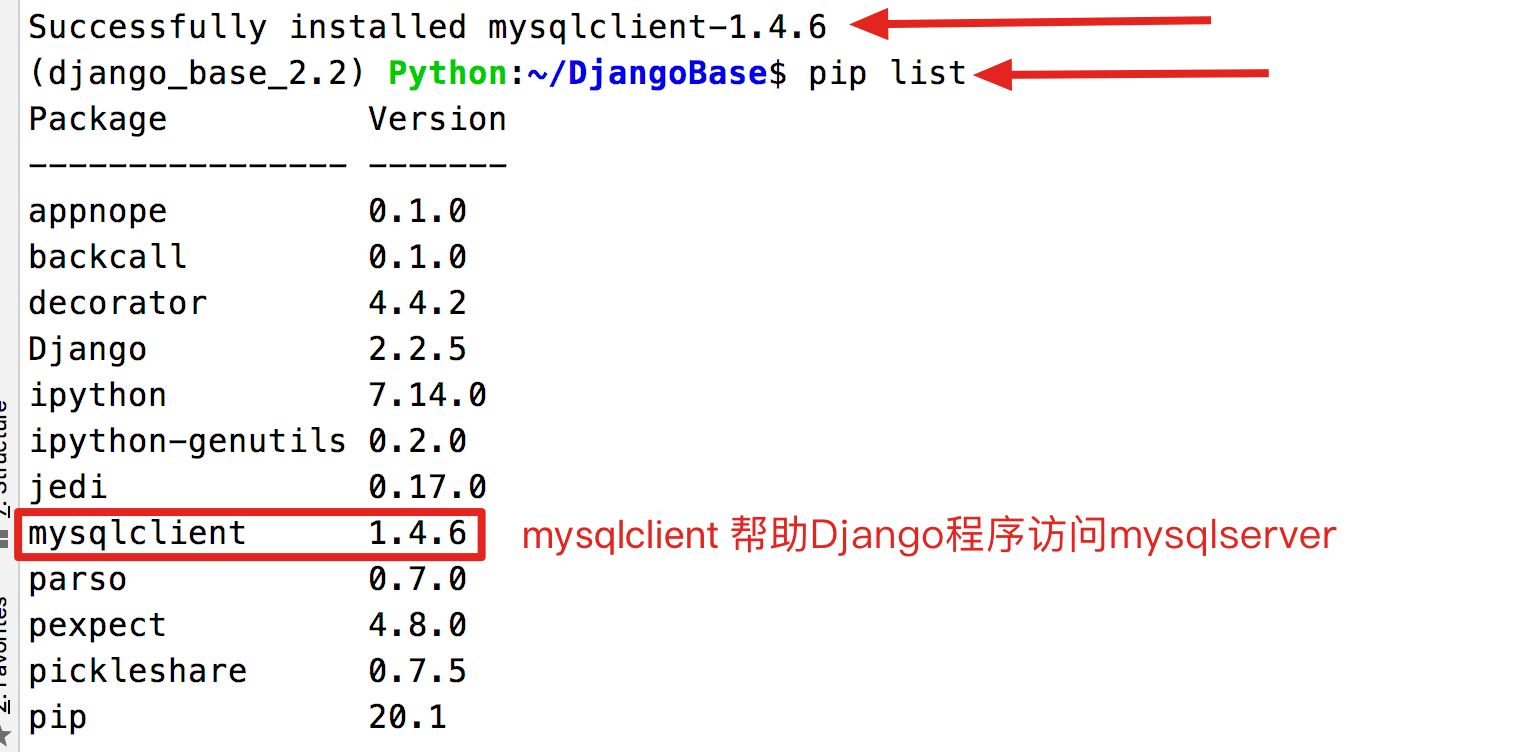 Successfully installed mysqlclient-1.4.6
(django_base_2.2) Python:~/DjangoBase$ pip list
Package Version
---------------- -------
appnope 0.1.0
backcall 0.1.0
decorator 4.4.2
Django 2.2.5
ipython 7.14.0
ipython-genutils 0.2.0
jedi 0.17.0
mysqlclient 1.4.6 mysqlclient 帮助Django程序访问mysqlserver
parso 0.7.0
pexpect 4.8.0
pickleshare 0.7.5
pip 20.1
7: Structure
2: Favorites